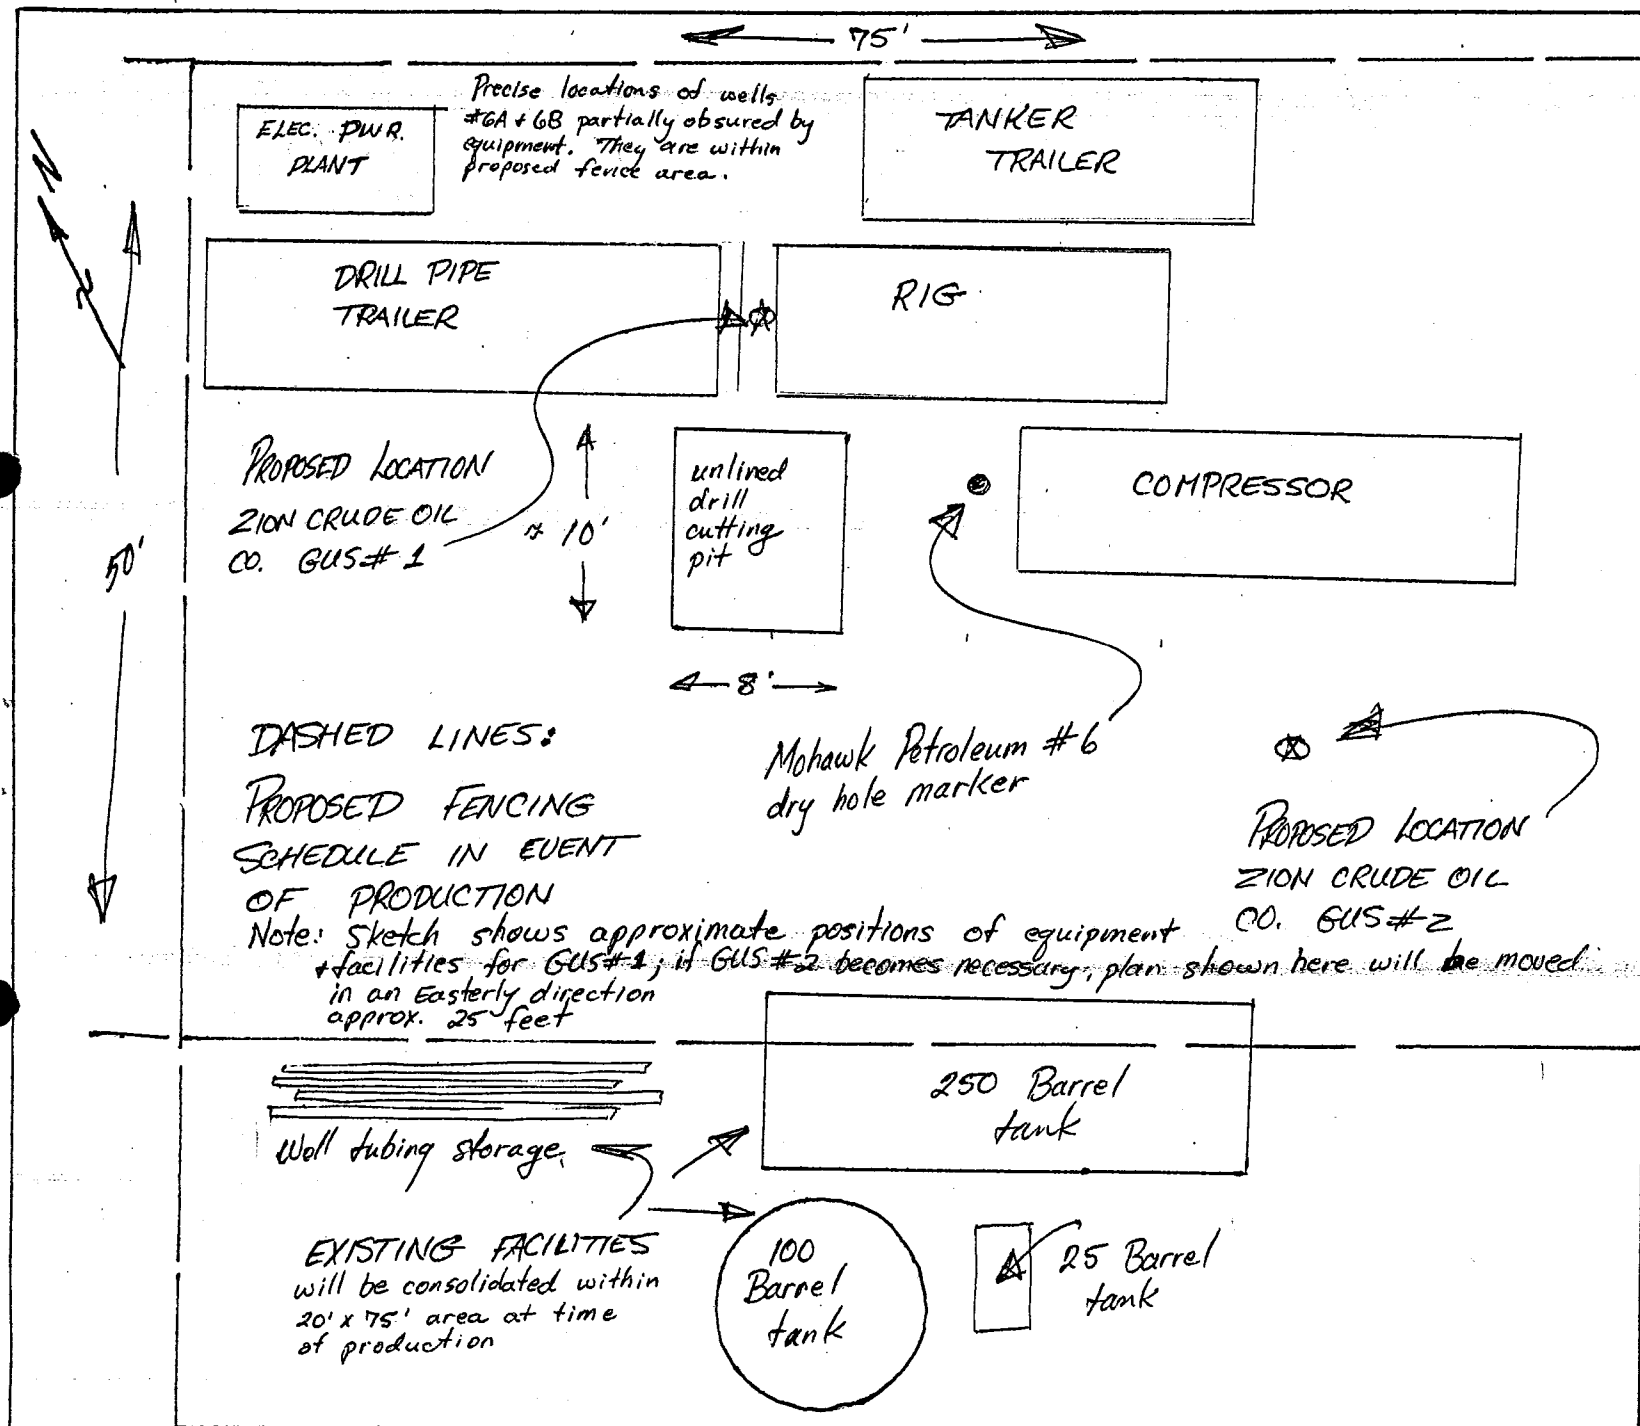 75'
Precise locations of wells
#6A + 6B partially obsured by
equipment. They are within
proposed fence area.
ELEC. PWR.
PLANT
TANKER
TRAILER
N
DRILL PIPE
TRAILER
RIG
PROPOSED LOCATION
ZION CRUDE OIL
CO. GUS#1
50'
≈ 10'
unlined
drill
cutting
pit
COMPRESSOR
8'
DASHED LINES:
PROPOSED FENCING
SCHEDULE IN EVENT
OF PRODUCTION
Mohawk Petroleum #6
dry hole marker
PROPOSED LOCATION
ZION CRUDE OIL
CO. GUS#2
Note: Sketch shows approximate positions of equipment
+ facilities for GUS#1; if GUS#2 becomes necessary, plan shown here will be moved
in an Easterly direction
approx. 25 feet
250 Barrel
tank
Well tubing storage
EXISTING FACILITIES
will be consolidated within
20' x 75' area at time
of production
100
Barrel
tank
25 Barrel
tank